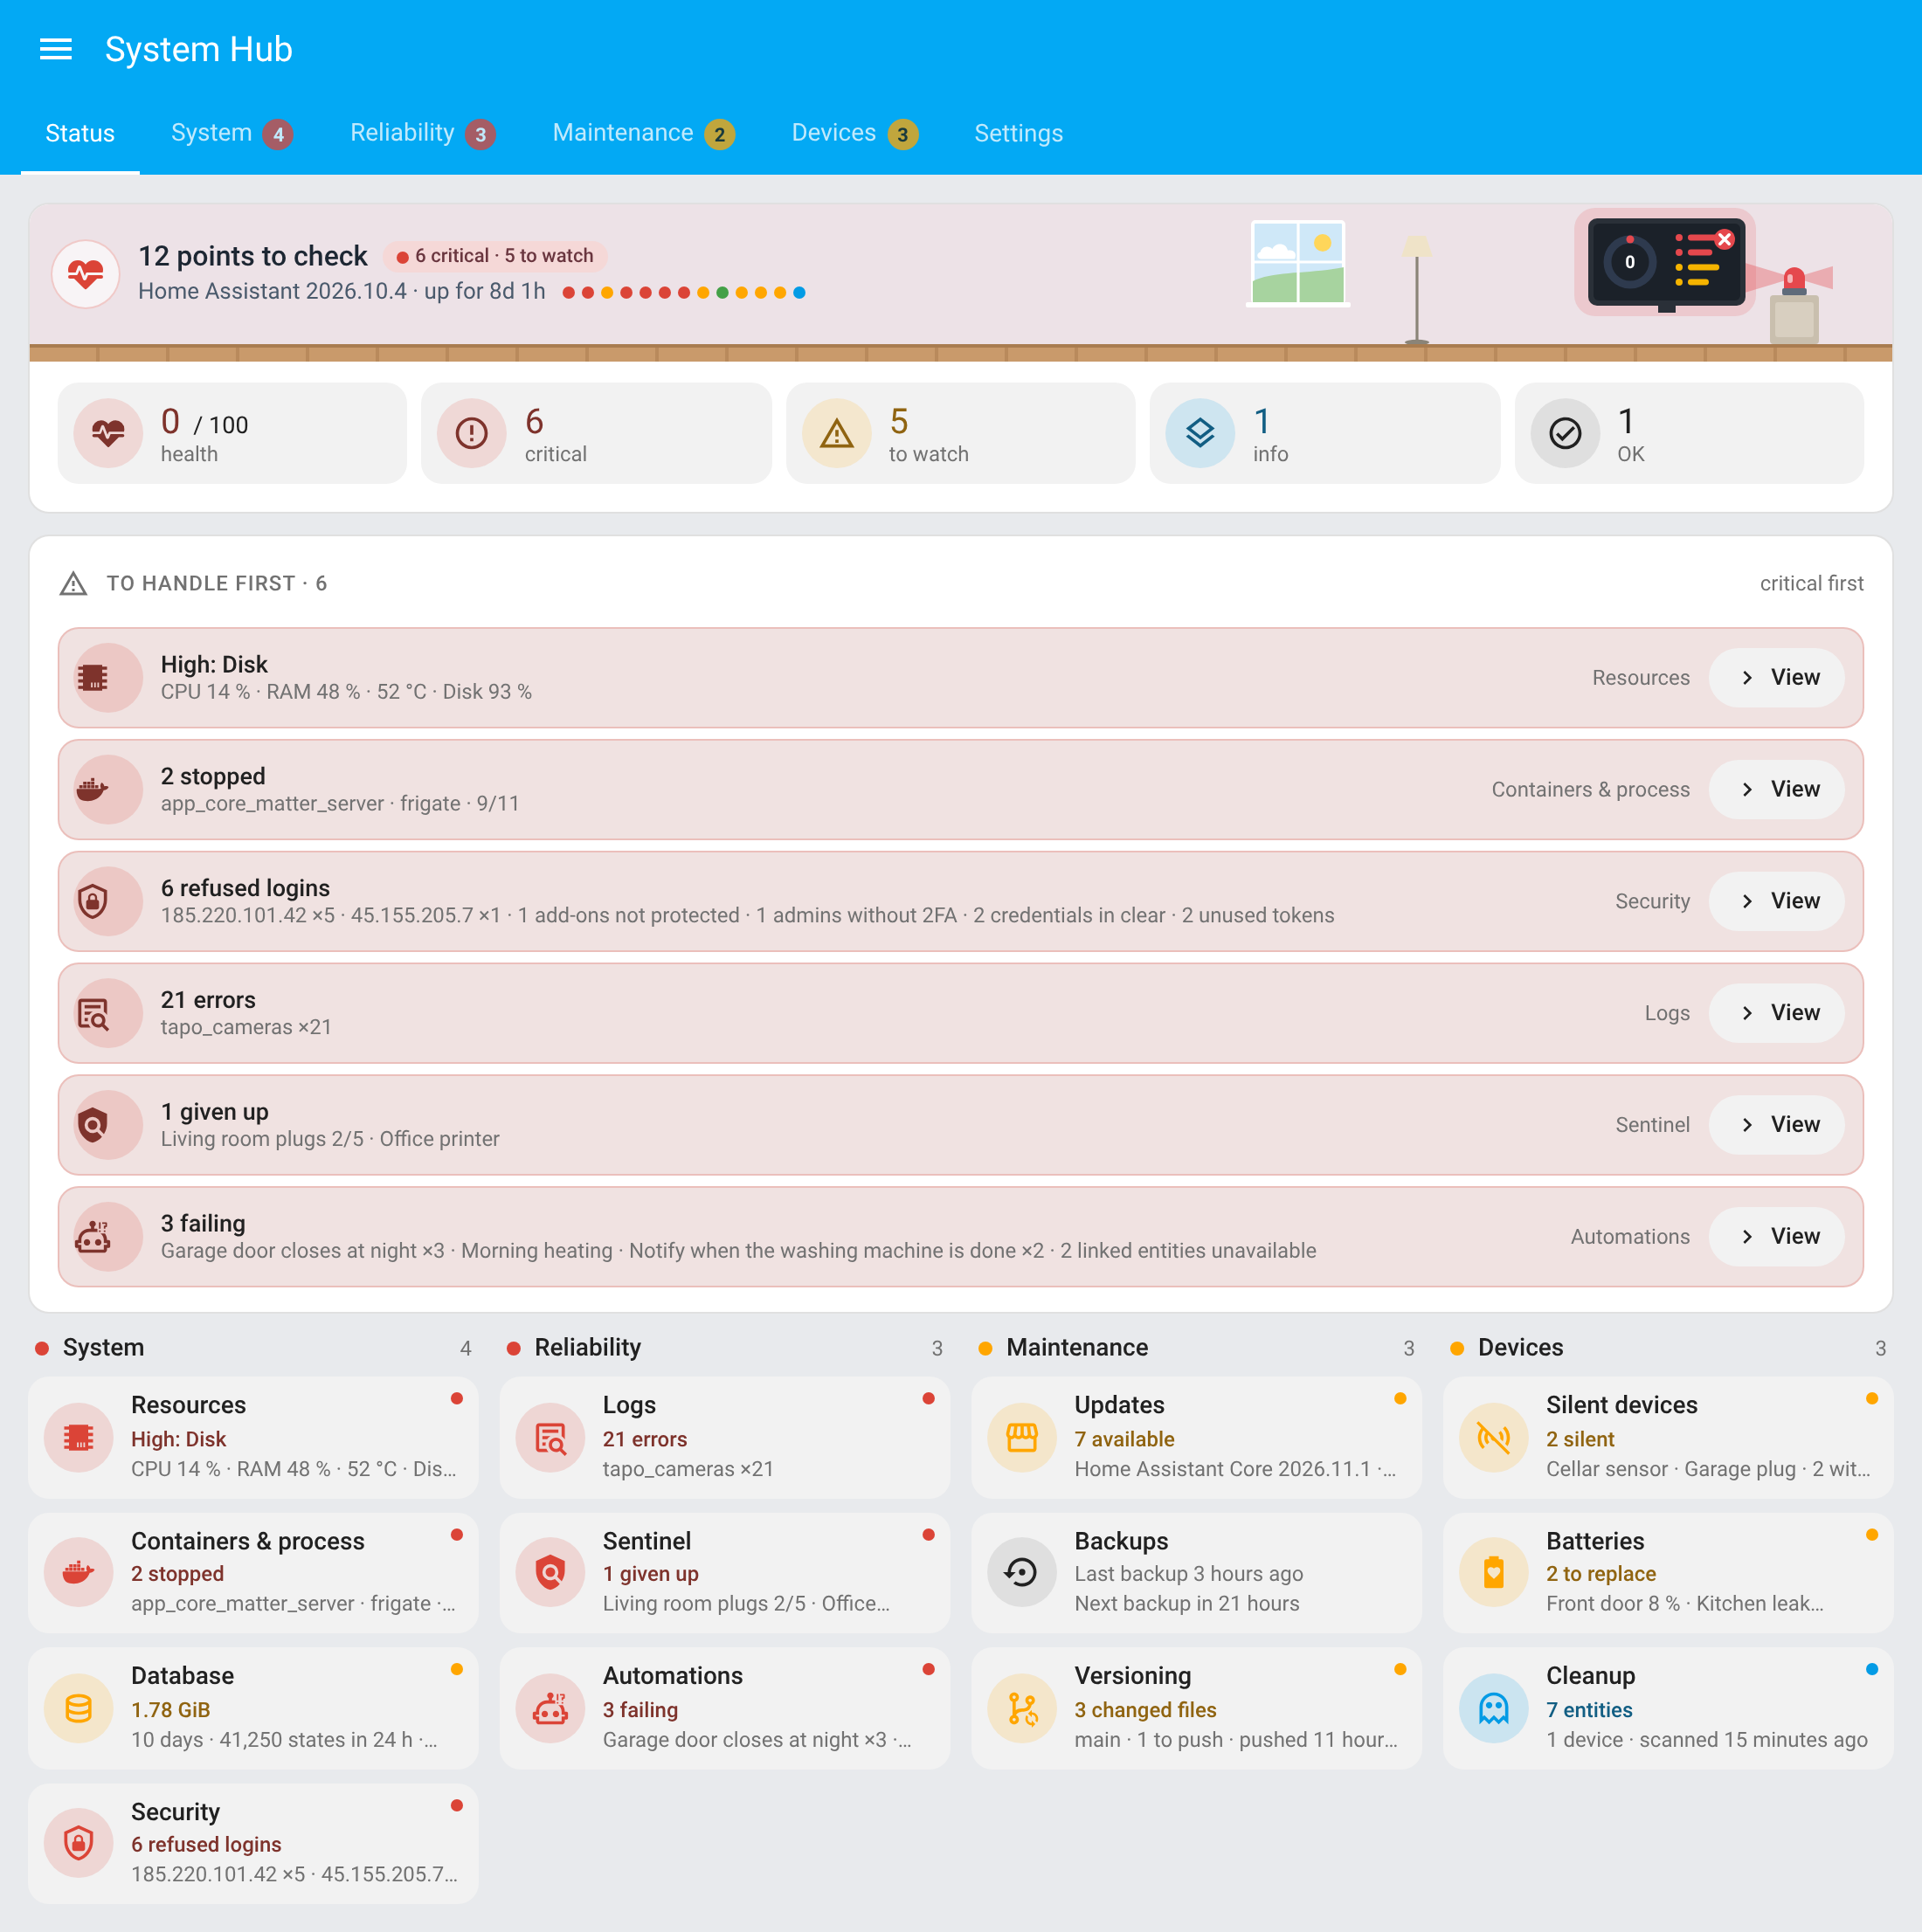 System Hub
Status
System 4
Reliability 3
Maintenance 2
Devices 3
Settings
12 points to check
6 critical · 5 to watch
Home Assistant 2026.10.4 · up for 8d 1h
0
0 / 100
health
6
critical
5
to watch
1
info
1
OK
TO HANDLE FIRST · 6
critical first
High: Disk
CPU 14 % · RAM 48 % · 52 °C · Disk 93 %
Resources
View
2 stopped
app_core_matter_server · frigate · 9/11
Containers & process
View
6 refused logins
185.220.101.42 ×5 · 45.155.205.7 ×1 · 1 add-ons not protected · 1 admins without 2FA · 2 credentials in clear · 2 unused tokens
Security
View
21 errors
tapo_cameras ×21
Logs
View
1 given up
Living room plugs 2/5 · Office printer
Sentinel
View
3 failing
Garage door closes at night ×3 · Morning heating · Notify when the washing machine is done ×2 · 2 linked entities unavailable
Automations
View
System 4
Resources
High: Disk
CPU 14 % · RAM 48 % · 52 °C · Dis...
Containers & process
2 stopped
app_core_matter_server · frigate ·...
Database
1.78 GiB
10 days · 41,250 states in 24 h ·...
Security
6 refused logins
185.220.101.42 ×5 · 45.155.205.7...
Reliability 3
Logs
21 errors
tapo_cameras ×21
Sentinel
1 given up
Living room plugs 2/5 · Office...
Automations
3 failing
Garage door closes at night ×3 ·...
Maintenance 3
Updates
7 available
Home Assistant Core 2026.11.1 ·...
Backups
Last backup 3 hours ago
Next backup in 21 hours
Versioning
3 changed files
main · 1 to push · pushed 11 hour...
Devices 3
Silent devices
2 silent
Cellar sensor · Garage plug · 2 wit...
Batteries
2 to replace
Front door 8 % · Kitchen leak...
Cleanup
7 entities
1 device · scanned 15 minutes ago